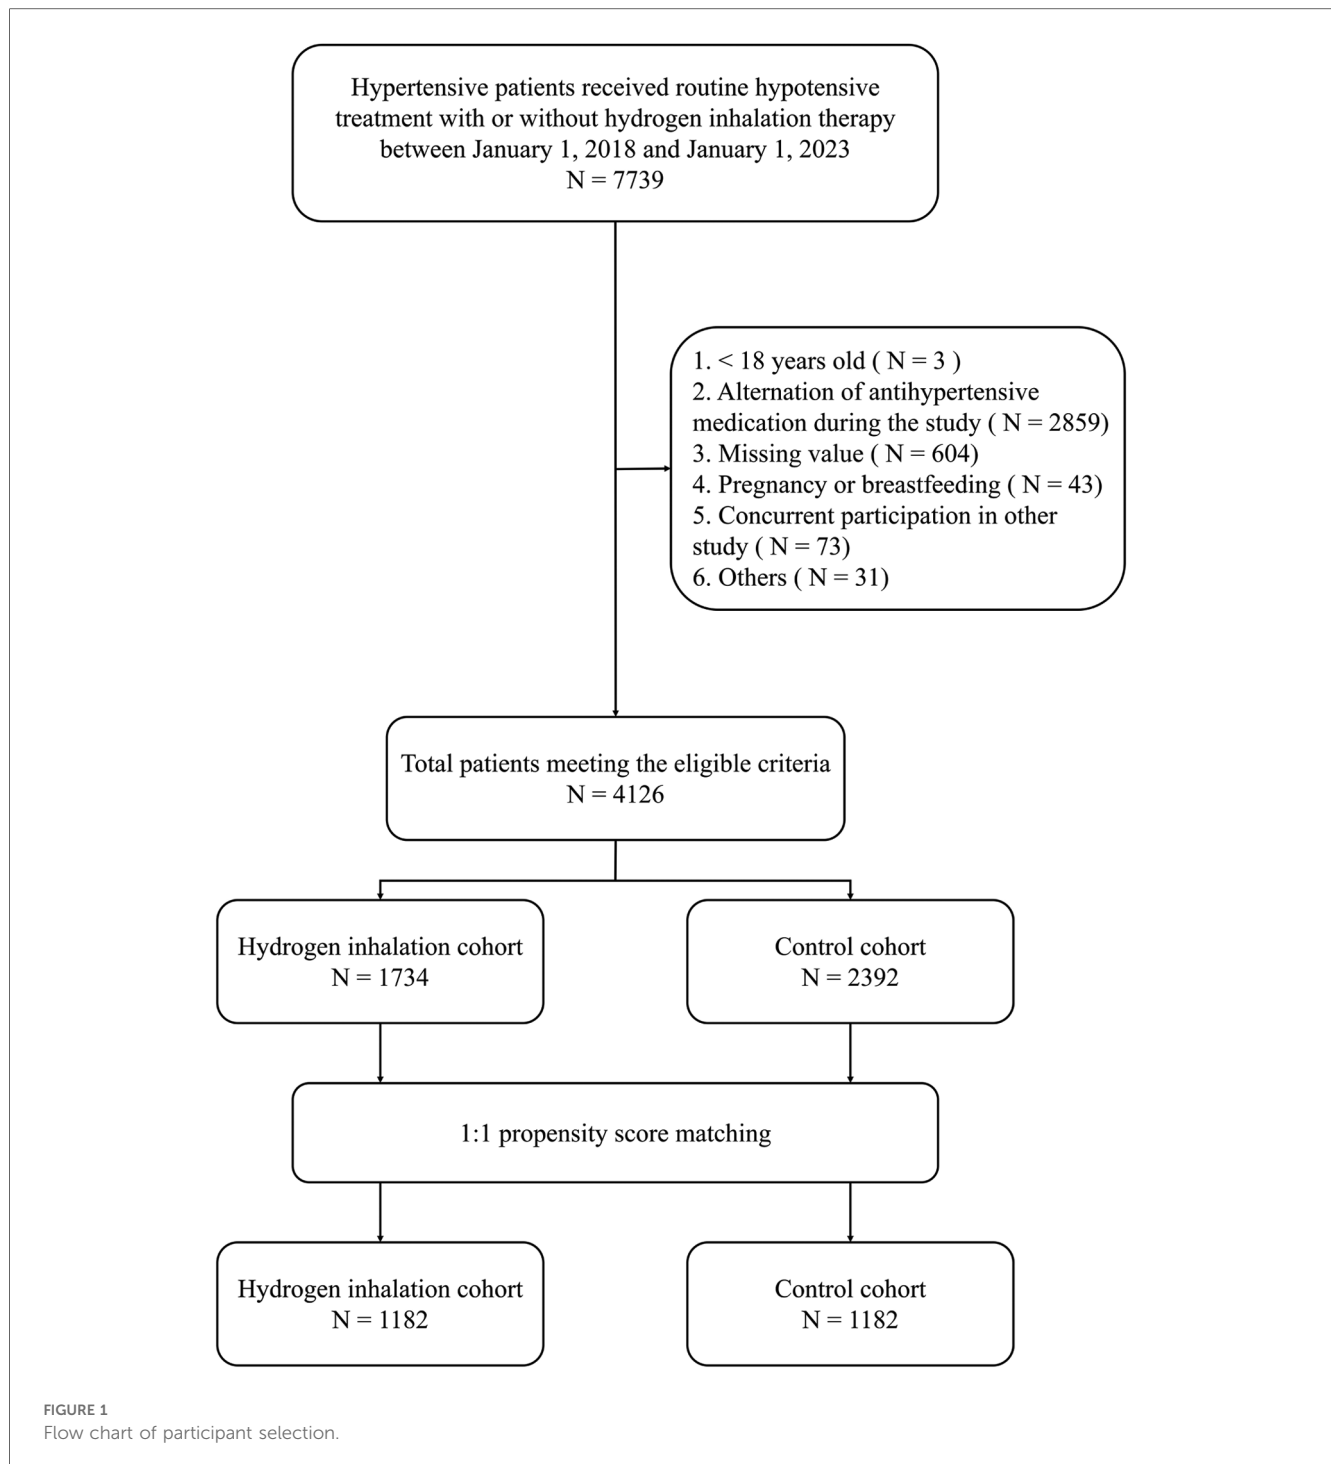 Hypertensive patients received routine hypotensive
treatment with or without hydrogen inhalation therapy
between January 1, 2018 and January 1, 2023
N = 7739
1. < 18 years old ( N = 3 )
2. Alternation of antihypertensive
medication during the study ( N = 2859)
3. Missing value ( N = 604)
4. Pregnancy or breastfeeding ( N = 43)
5. Concurrent participation in other
study ( N = 73)
6. Others ( N = 31)
Total patients meeting the eligible criteria
N = 4126
Hydrogen inhalation cohort
N = 1734
Control cohort
N = 2392
1:1 propensity score matching
Hydrogen inhalation cohort
N = 1182
Control cohort
N = 1182
FIGURE 1
Flow chart of participant selection.